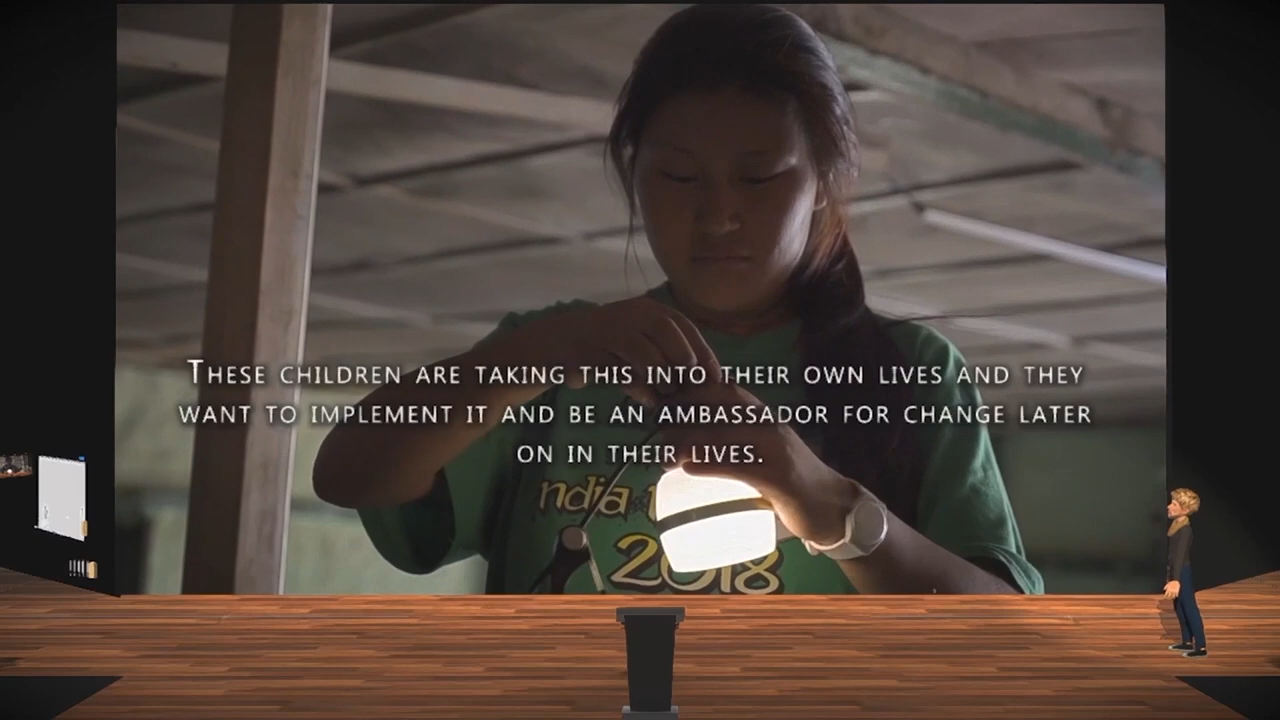 These children are taking this into their own lives and they
want to implement it and be an ambassador for change later
on in their lives.
ndia
2018